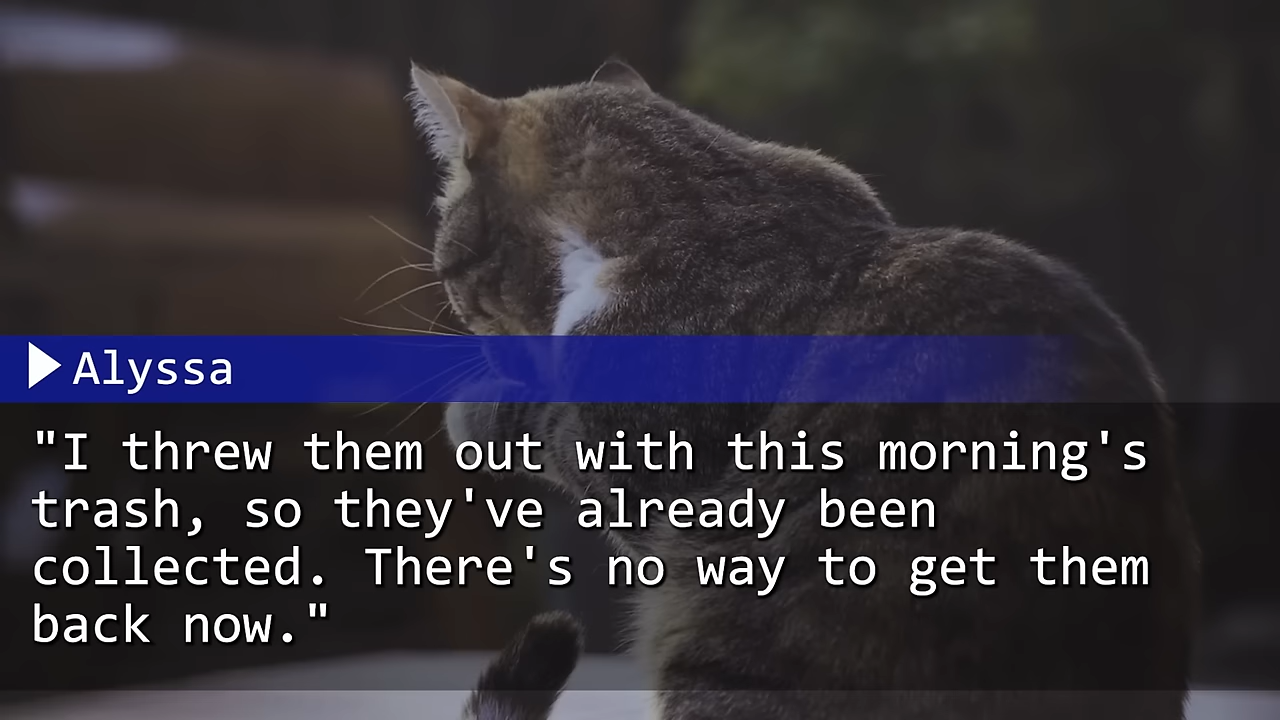 Alyssa
"I threw them out with this morning's
trash, so they've already been
collected. There's no way to get them
back now."